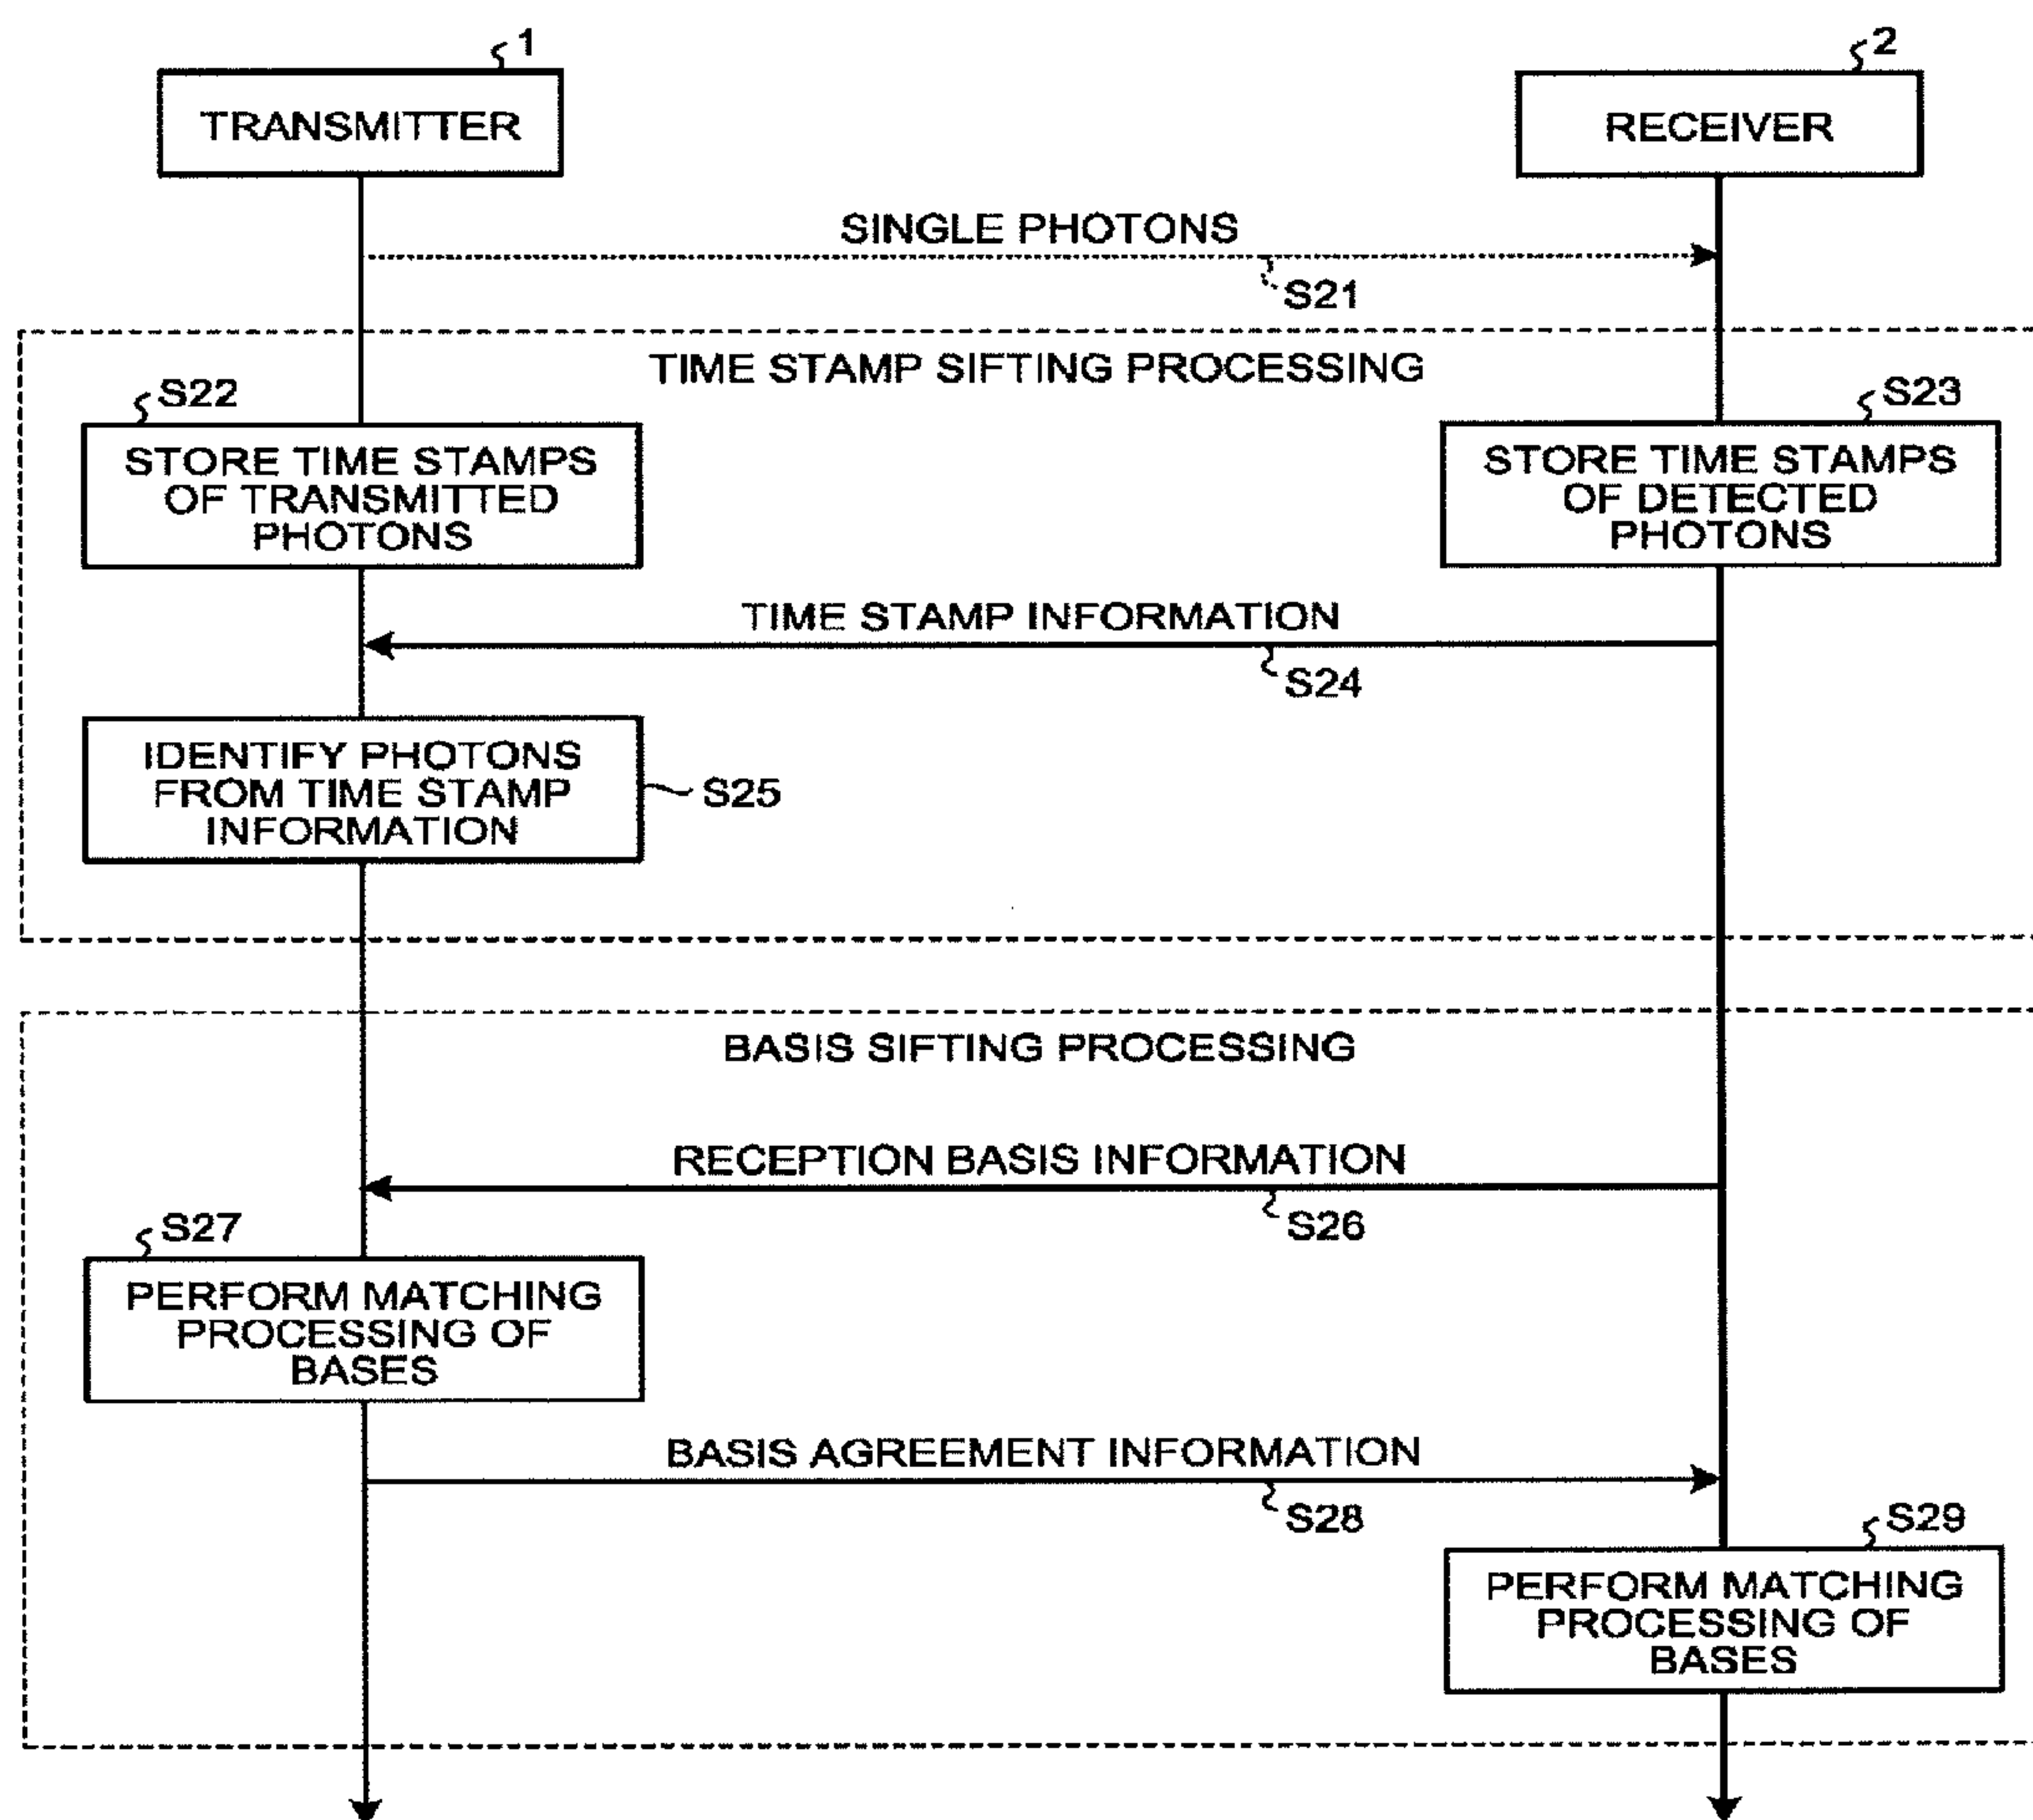 1
2
TRANSMITTER
RECEIVER
SINGLE PHOTONS
S21
TIME STAMP SIFTING PROCESSING
S22
S23
STORE TIME STAMPS
OF TRANSMITTED
PHOTONS
STORE TIME STAMPS
OF DETECTED
PHOTONS
TIME STAMP INFORMATION
S24
IDENTIFY PHOTONS
FROM TIME STAMP
INFORMATION
S25
BASIS SIFTING PROCESSING
RECEPTION BASIS INFORMATION
S26
S27
PERFORM MATCHING
PROCESSING OF
BASES
BASIS AGREEMENT INFORMATION
S28
S29
PERFORM MATCHING
PROCESSING OF
BASES